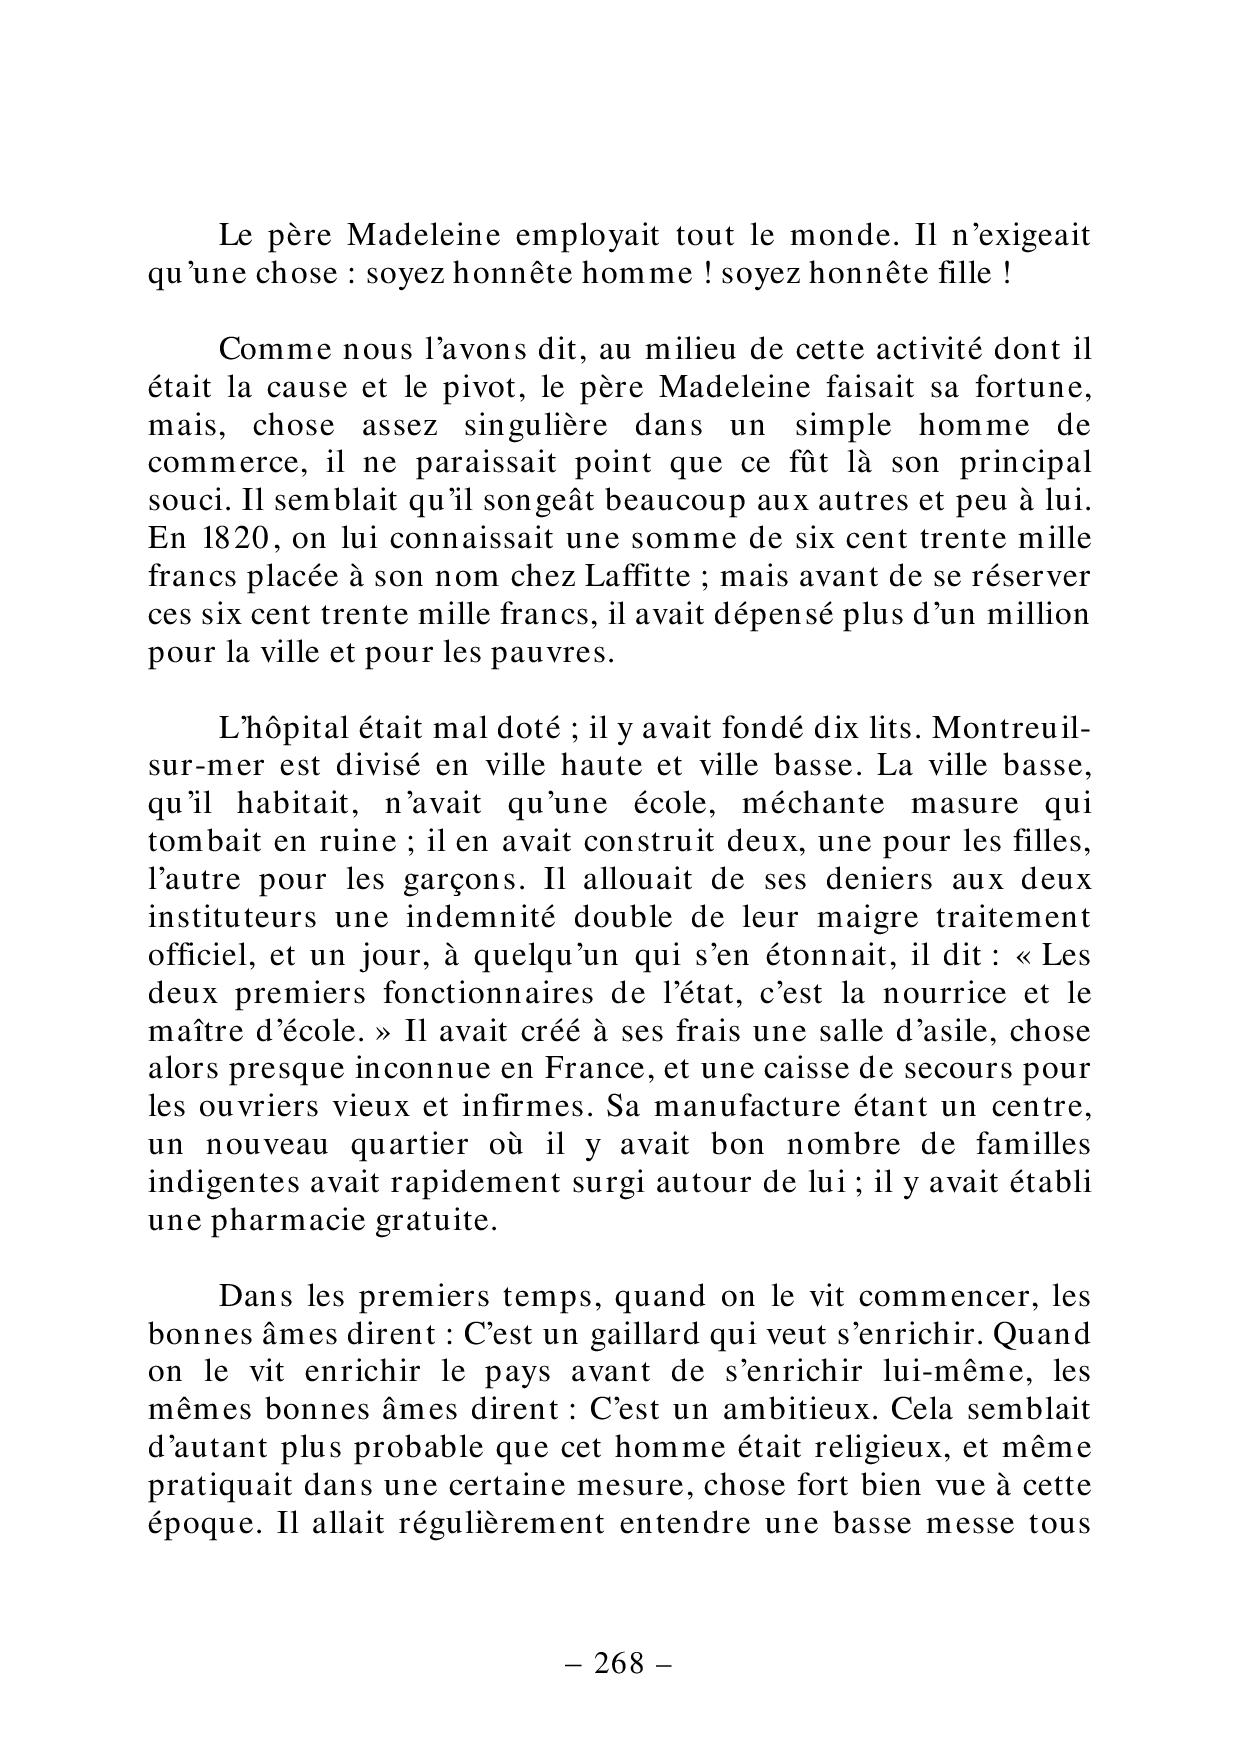 Le père Madeleine employait tout le monde. Il n’exigeait
qu’une chose : soyez honnête homme ! soyez honnête fille !
Comme nous l’avons dit, au milieu de cette activité dont il
était la cause et le pivot, le père Madeleine faisait sa fortune,
mais, chose assez singulière dans un simple homme de
commerce, il ne paraissait point que ce fût là son principal
souci. Il semblait qu’il songeât beaucoup aux autres et peu à lui.
En 1820, on lui connaissait une somme de six cent trente mille
francs placée à son nom chez Laffitte ; mais avant de se réserver
ces six cent trente mille francs, il avait dépensé plus d’un million
pour la ville et pour les pauvres.
L’hôpital était mal doté ; il y avait fondé dix lits. Montreuil-
sur-mer est divisé en ville haute et ville basse. La ville basse,
qu’il habitait, n’avait qu’une école, méchante masure qui
tombait en ruine ; il en avait construit deux, une pour les filles,
l’autre pour les garçons. Il allouait de ses deniers aux deux
instituteurs une indemnité double de leur maigre traitement
officiel, et un jour, à quelqu’un qui s’en étonnait, il dit : « Les
deux premiers fonctionnaires de l’état, c’est la nourrice et le
maître d’école. » Il avait créé à ses frais une salle d’asile, chose
alors presque inconnue en France, et une caisse de secours pour
les ouvriers vieux et infirmes. Sa manufacture étant un centre,
un nouveau quartier où il y avait bon nombre de familles
indigentes avait rapidement surgi autour de lui ; il y avait établi
une pharmacie gratuite.
Dans les premiers temps, quand on le vit commencer, les
bonnes âmes dirent : C’est un gaillard qui veut s’enrichir. Quand
on le vit enrichir le pays avant de s’enrichir lui-même, les
mêmes bonnes âmes dirent : C’est un ambitieux. Cela semblait
d’autant plus probable que cet homme était religieux, et même
pratiquait dans une certaine mesure, chose fort bien vue à cette
époque. Il allait régulièrement entendre une basse messe tous
– 268 –